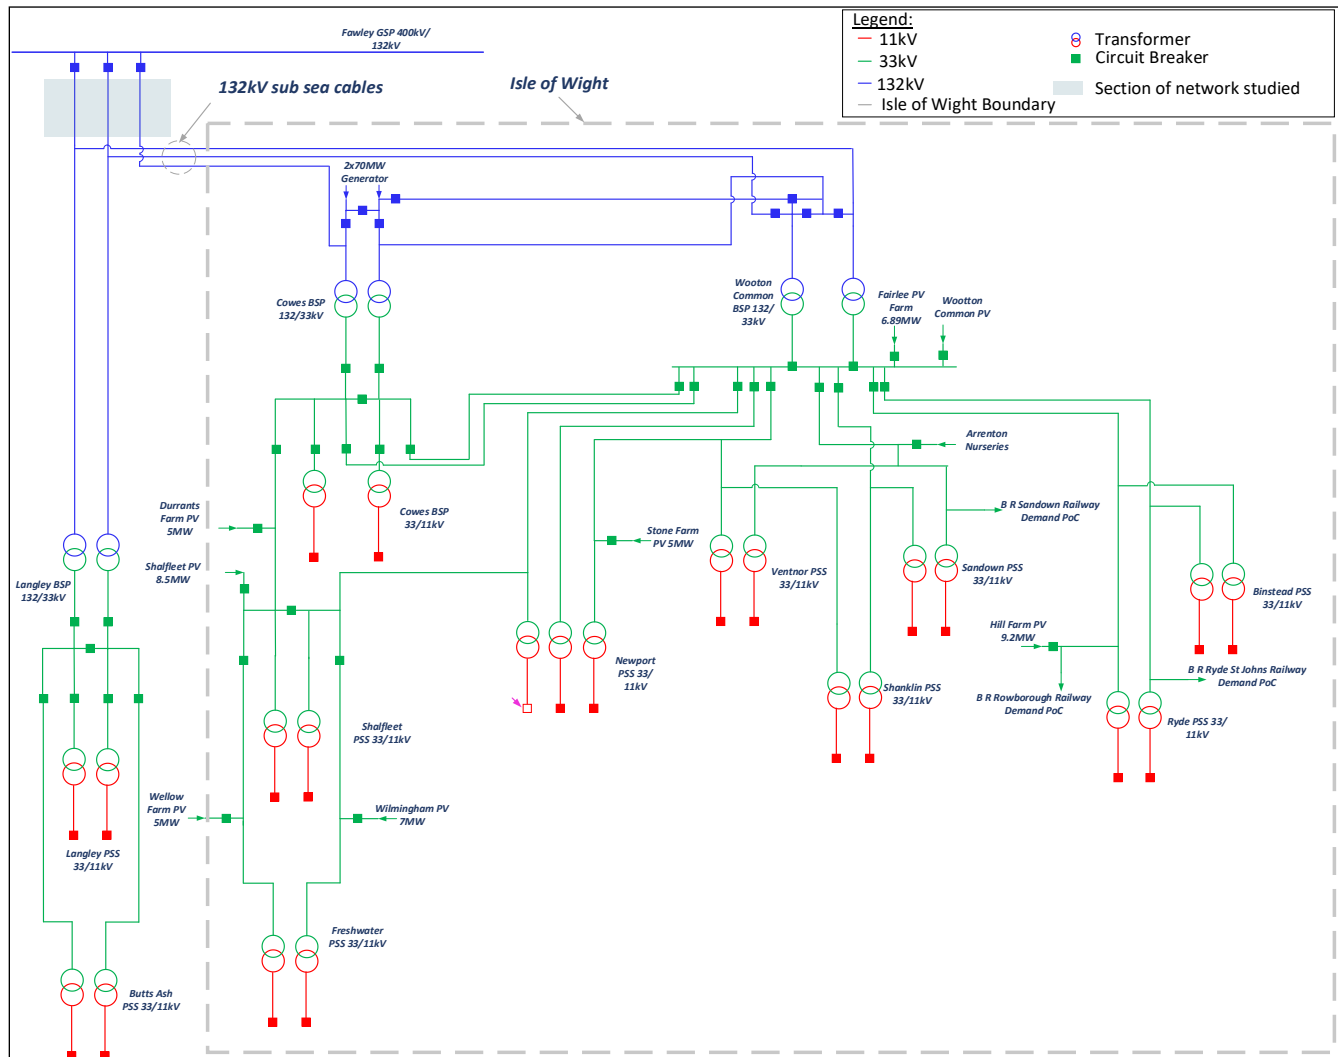 Fawley GSP 400kV/
132kV
Legend:
11kV
33kV
132kV
Isle of Wight Boundary
Transformer
Circuit Breaker
Section of network studied
132kV sub sea cables
Isle of Wight
2x70MW
Generator
Cowes BSP
132/33kV
Wooton
Common
BSP 132/
33kV
Fairlee PV
Farm
6.89MW
Wootton
Common PV
Arrenton
Nurseries
Durrants
Farm PV
5MW
Cowes BSP
33/11kV
B R Sandown Railway
Demand PoC
Stone Farm
PV 5MW
Shalfleet PV
8.5MW
Langley BSP
132/33kV
Ventnor PSS
33/11kV
Sandown PSS
33/11kV
Binstead PSS
33/11kV
Hill Farm PV
9.2MW
Newport
PSS 33/
11kV
B R Ryde St Johns Railway
Demand PoC
B R Rowborough Railway
Demand PoC
Shanklin PSS
33/11kV
Ryde PSS 33/
11kV
Shalfleet
PSS 33/11kV
Wellow
Farm PV
5MW
Wilmingham PV
7MW
Langley PSS
33/11kV
Freshwater
PSS 33/11kV
Butts Ash
PSS 33/11kV